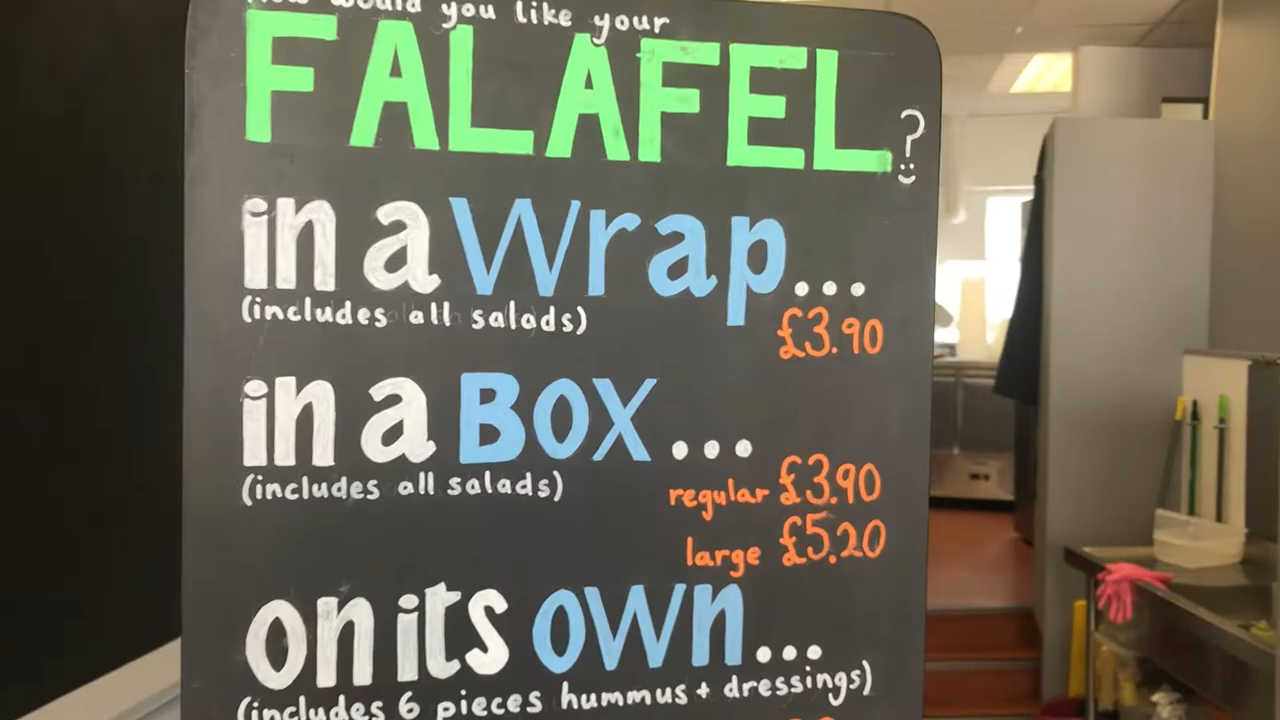 How would you like your
FALAFEL?
in a wrap...
(includes all salads)
£3.90
in a BOX...
(includes all salads)
regular £3.90
large £5.20
on its own...
(includes 6 pieces hummus + dressings)